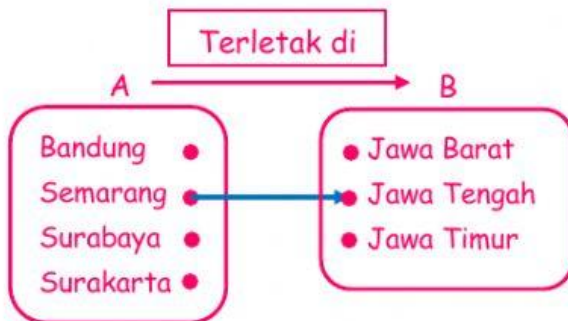 Terletak di
A B
Bandung Jawa Barat
Semarang Jawa Tengah
Surabaya Jawa Timur
Surakarta